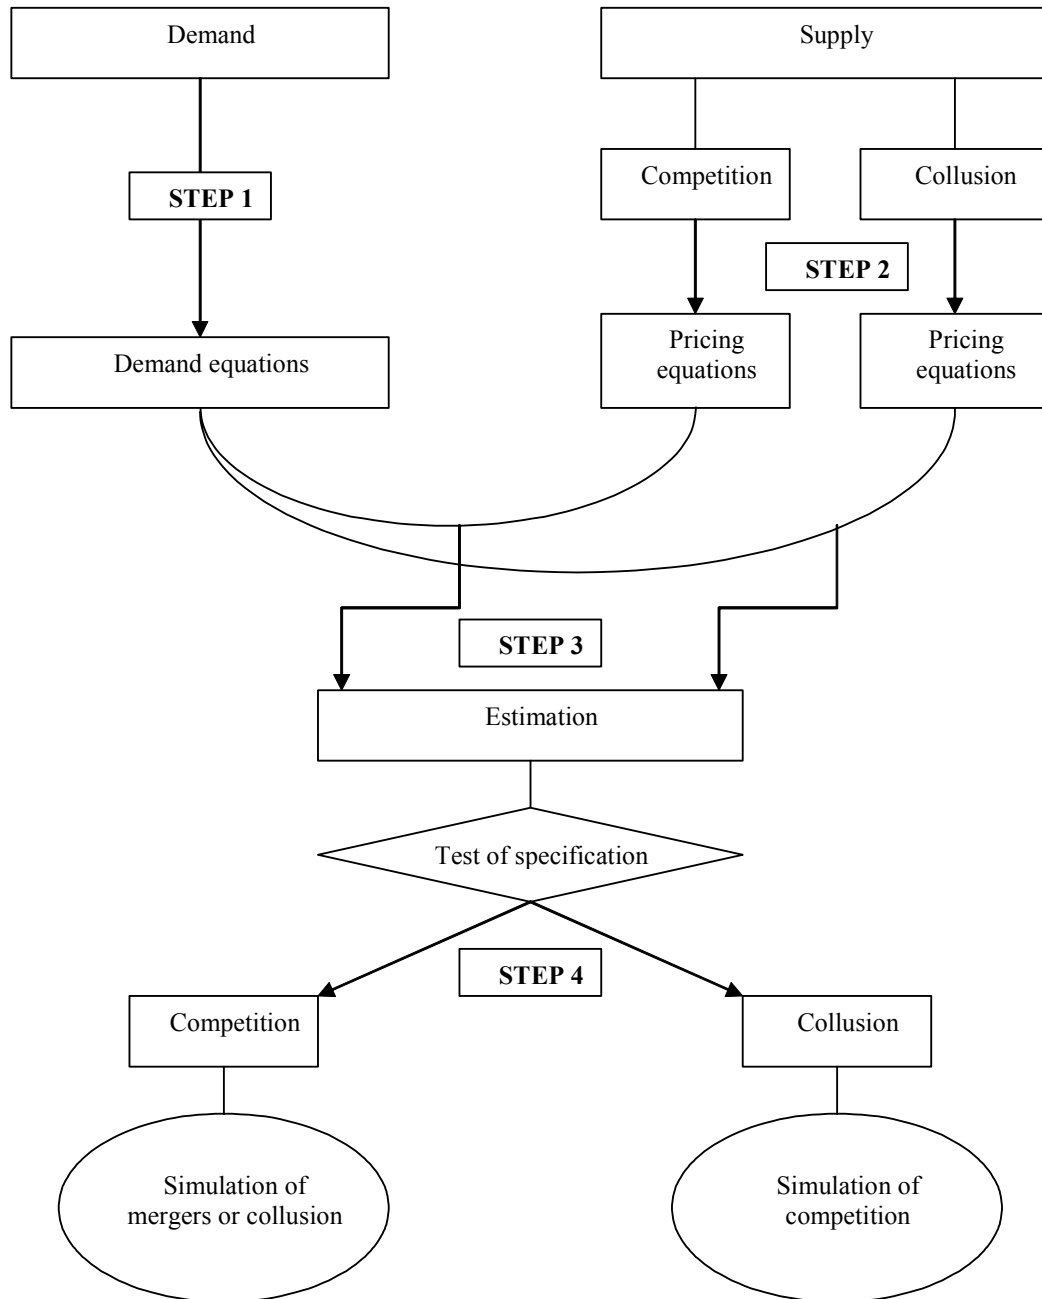 Demand
Supply
Competition
Collusion
STEP 1
STEP 2
Demand equations
Pricing
equations
Pricing
equations
STEP 3
Estimation
Test of specification
STEP 4
Competition
Collusion
Simulation of
mergers or collusion
Simulation of
competition